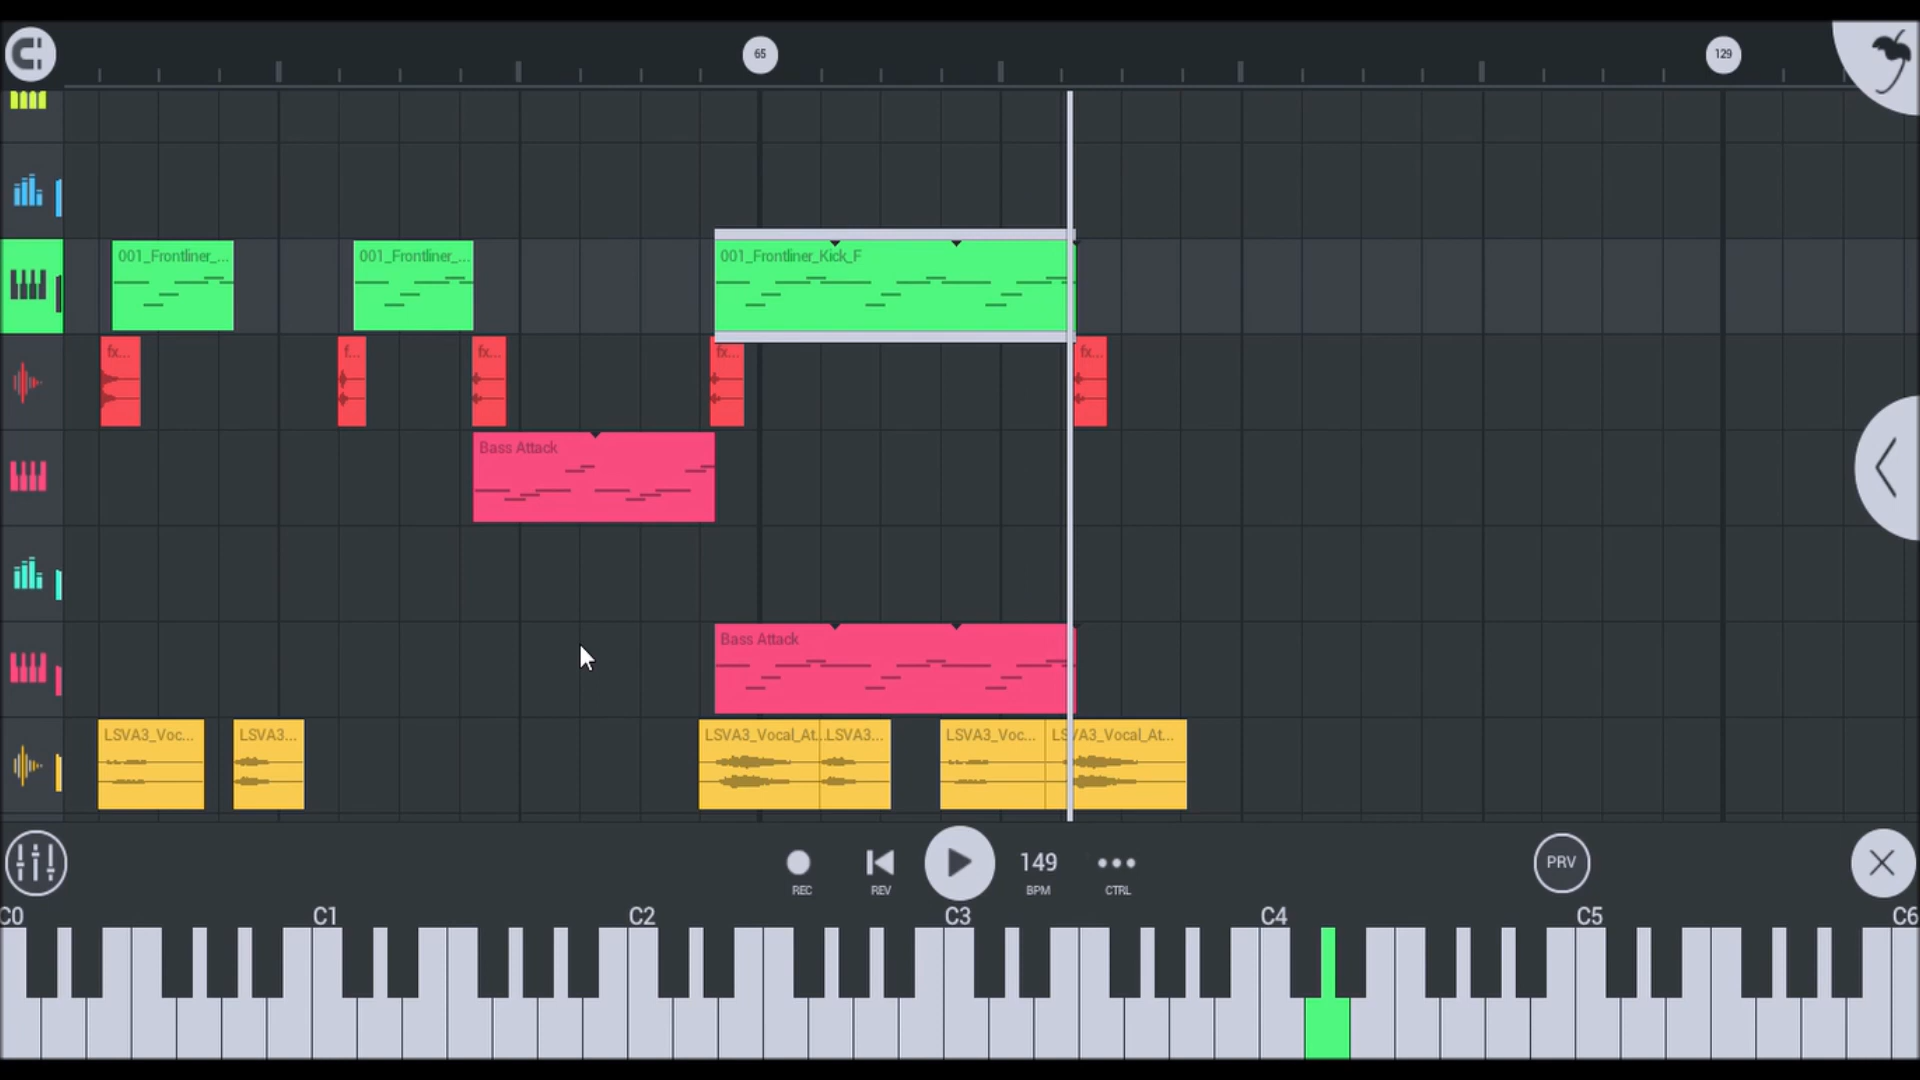 65
129
001_Frontliner_...
001_Frontliner_...
001_Frontliner_Kick_F
fx...
f...
fx...
fx...
fx...
Bass Attack
Bass Attack
LSVA3_Voc...
LSVA3...
LSVA3_Vocal_At...
LSVA3...
LSVA3_Voc...
LSVA3_Vocal_At...
149
PRV
REC
REV
BPM
CTRL
C0
C1
C2
C3
C4
C5
C6